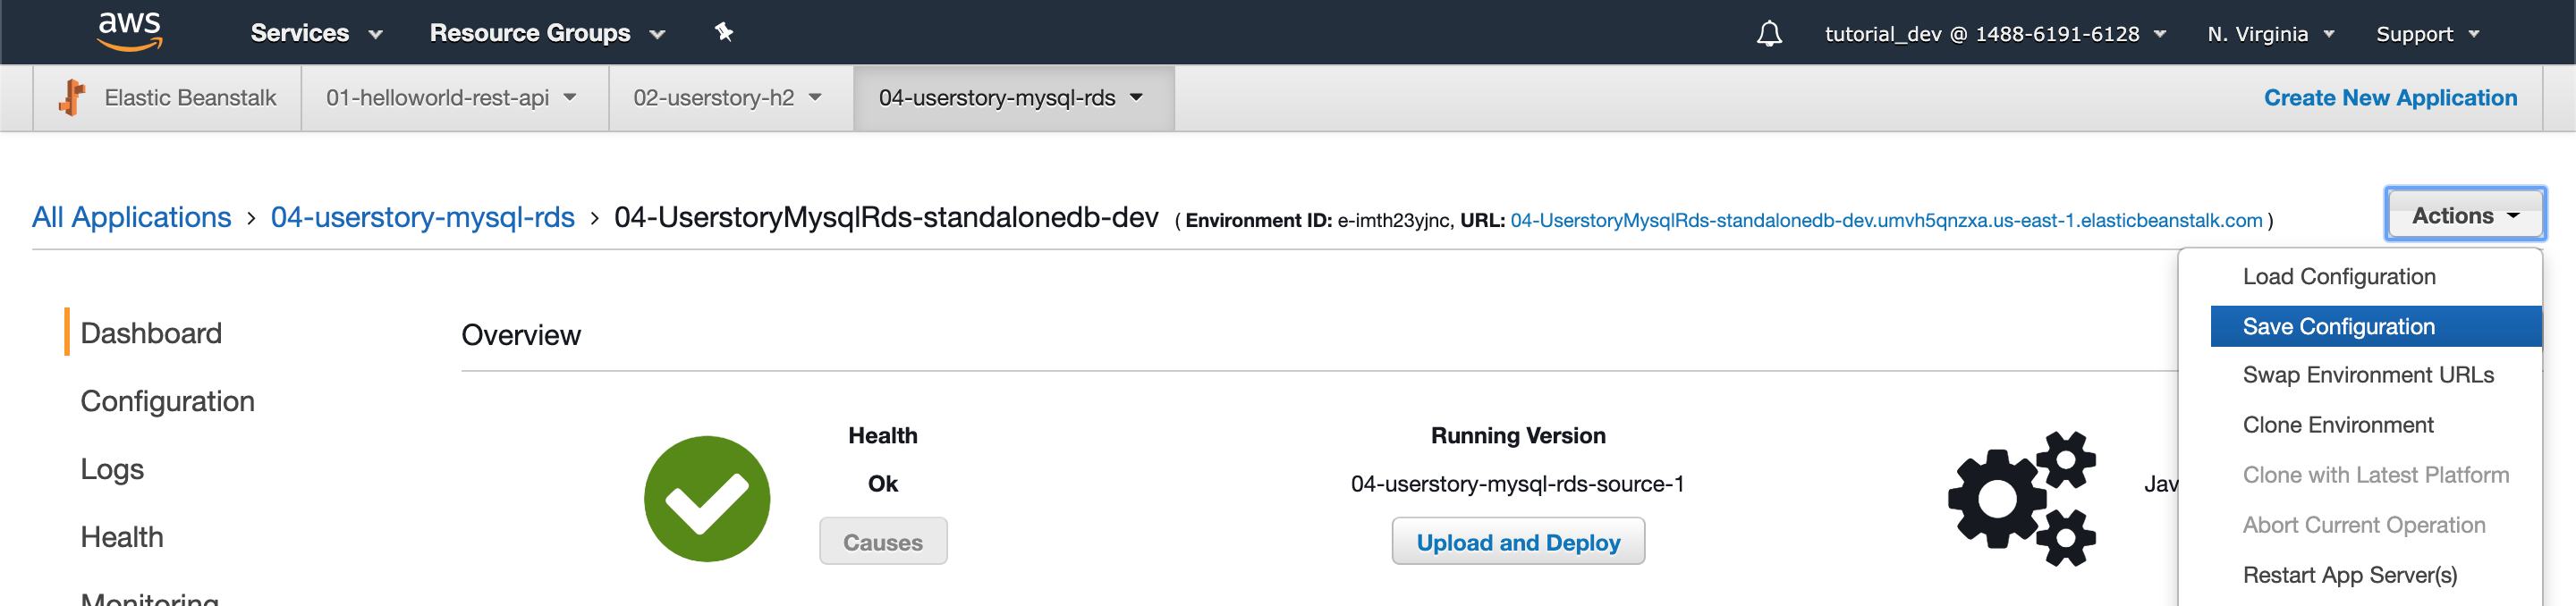 aws Services Resource Groups tutorial_dev @ 1488-6191-6128 N. Virginia Support
Elastic Beanstalk 01-helloworld-rest-api 02-userstory-h2 04-userstory-mysql-rds Create New Application
All Applications › 04-userstory-mysql-rds › 04-UserstoryMysqlRds-standalonedb-dev ( Environment ID: e-imth23yjnc, URL: 04-UserstoryMysqlRds-standalonedb-dev.umvh5qnzxa.us-east-1.elasticbeanstalk.com )
Actions
Load Configuration
Save Configuration
Swap Environment URLs
Clone Environment
Clone with Latest Platform
Abort Current Operation
Restart App Server(s)
Dashboard
Configuration
Logs
Health
Monitoring
Overview
Health
Ok
Causes
Running Version
04-userstory-mysql-rds-source-1
Upload and Deploy
Jav